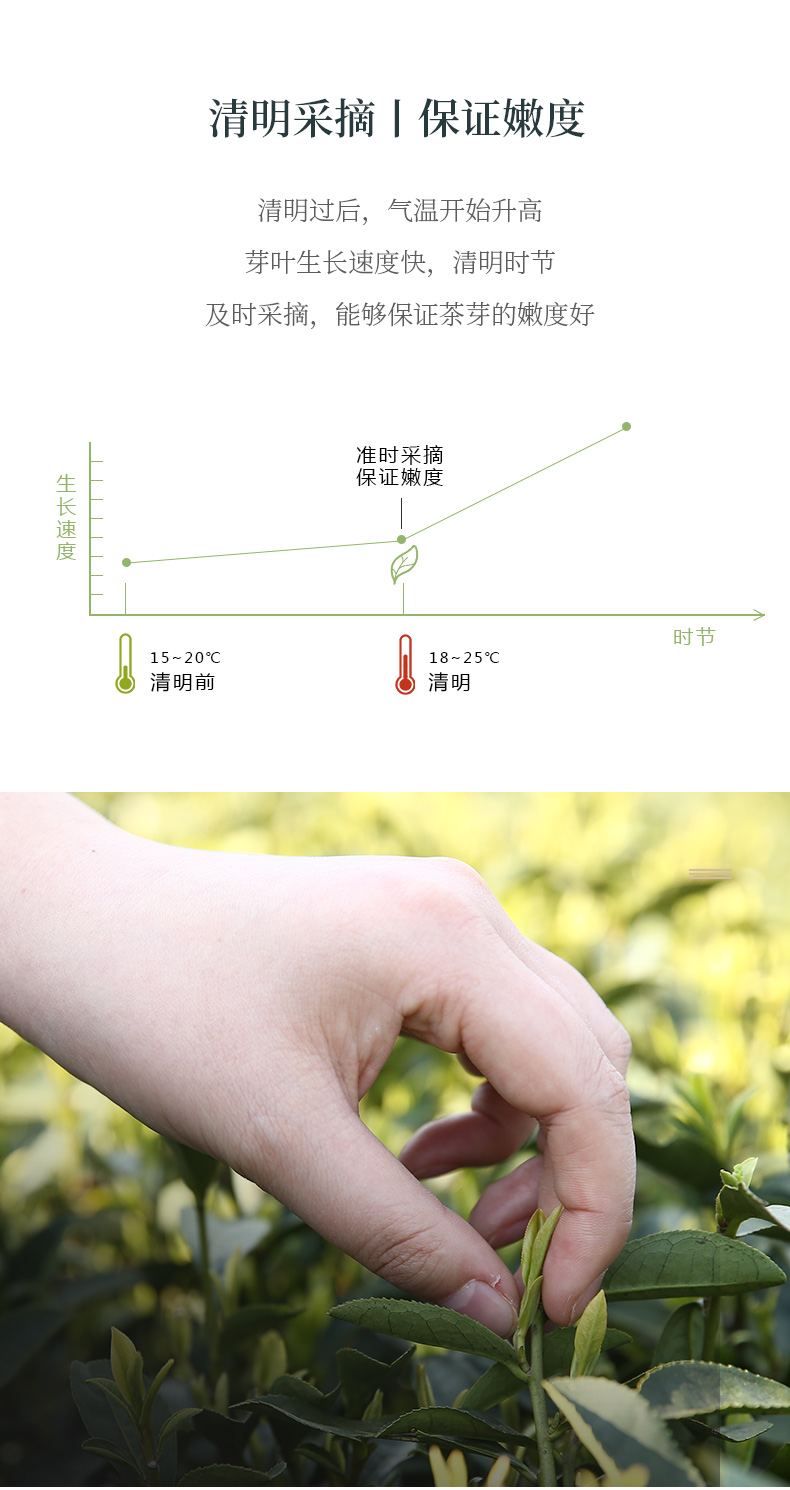 清明采摘丨保证嫩度
清明过后，气温开始升高
芽叶生长速度快，清明时节
及时采摘，能够保证茶芽的嫩度好
准时采摘
保证嫩度
生长速度
时节
15~20℃
清明前
18~25℃
清明